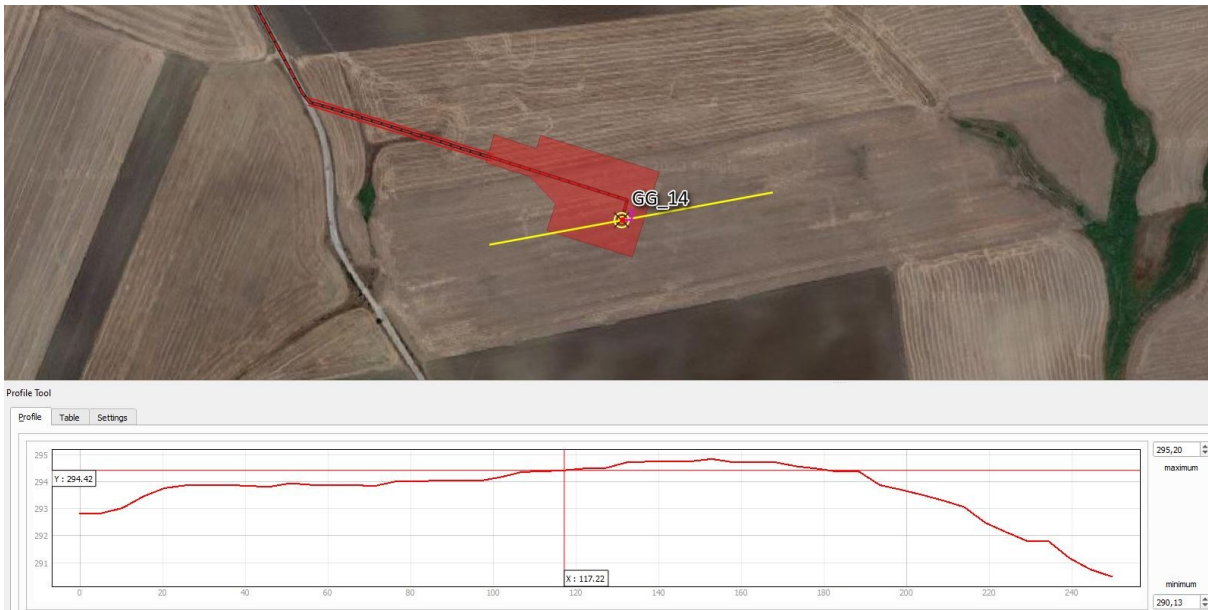 GG_14
Profile Tool
Profile Table Settings
295
294
293
292
291
Y : 294.42
X : 117.22
0 20 40 60 80 100 120 140 160 180 200 220 240
295,20
maximum
minimum
290,13